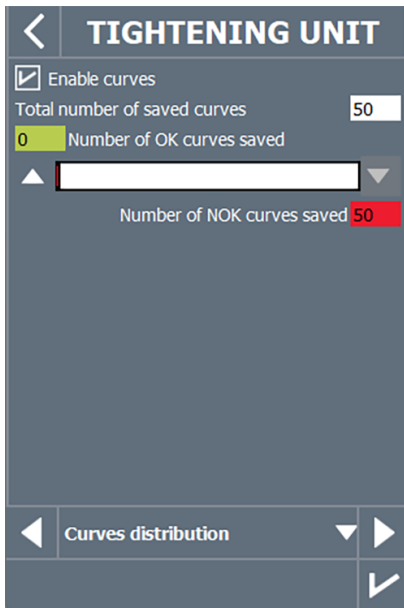 TIGHTENING UNIT
Enable curves
Total number of saved curves 50
0 Number of OK curves saved
Number of NOK curves saved 50
Curves distribution